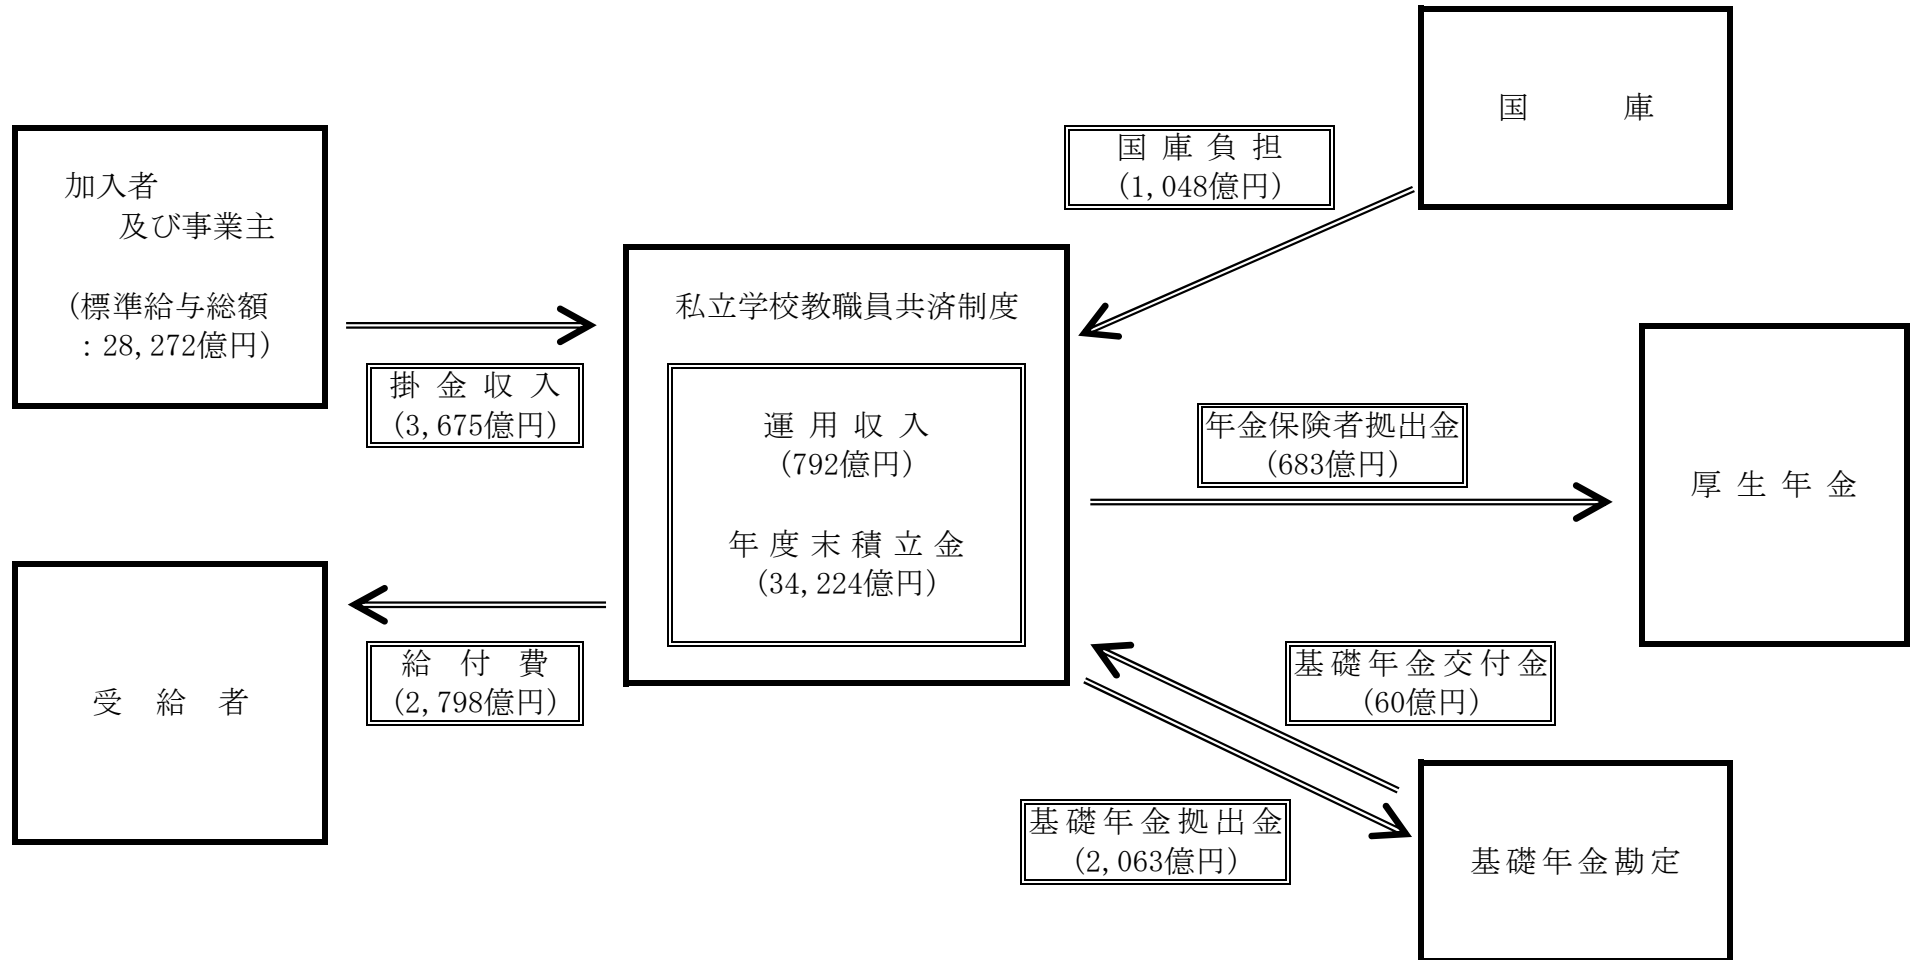 国　　　庫
国 庫 負 担
(1,048億円)
加入者
及び事業主
(標準給与総額
：28,272億円)
私立学校教職員共済制度
掛 金 収 入
(3,675億円)
運 用 収 入
(792億円)
年 度 末 積 立 金
(34,224億円)
年金保険者拠出金
(683億円)
厚 生 年 金
給　付　費
(2,798億円)
受　給　者
基 礎 年 金 交 付 金
(60億円)
基 礎 年 金 拠 出 金
(2,063億円)
基 礎 年 金 勘 定